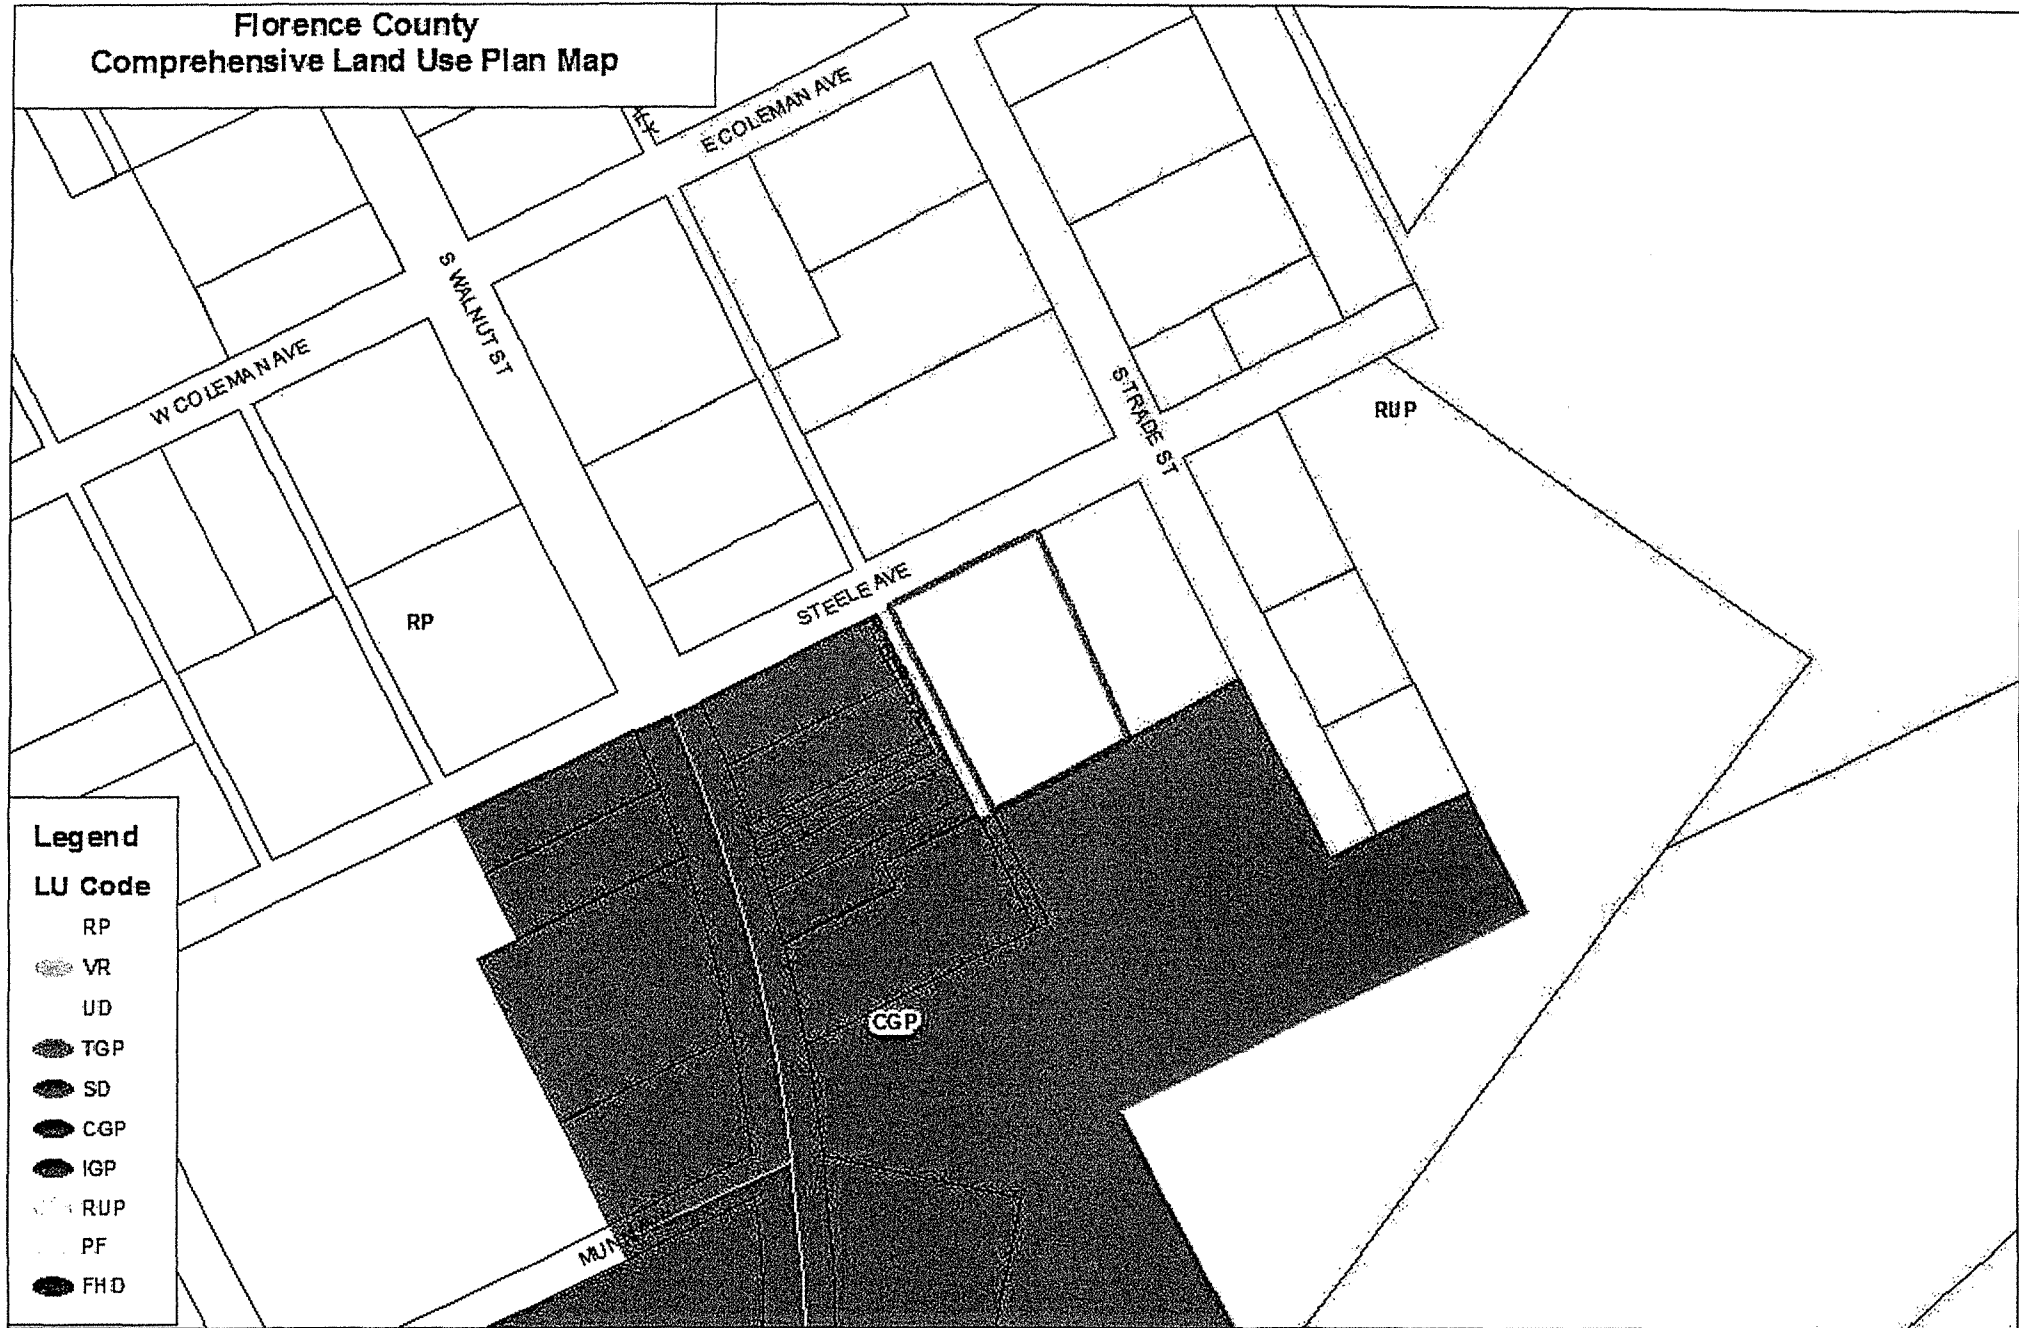 Florence County
Comprehensive Land Use Plan Map
E COLEMAN AVE
S WALNUT ST
W COLEMAN AVE
S TRADE ST
RUP
STEELE AVE
RP
CGP
Legend
LU Code
RP
VR
UD
TGP
SD
CGP
IGP
RUP
PF
FHD